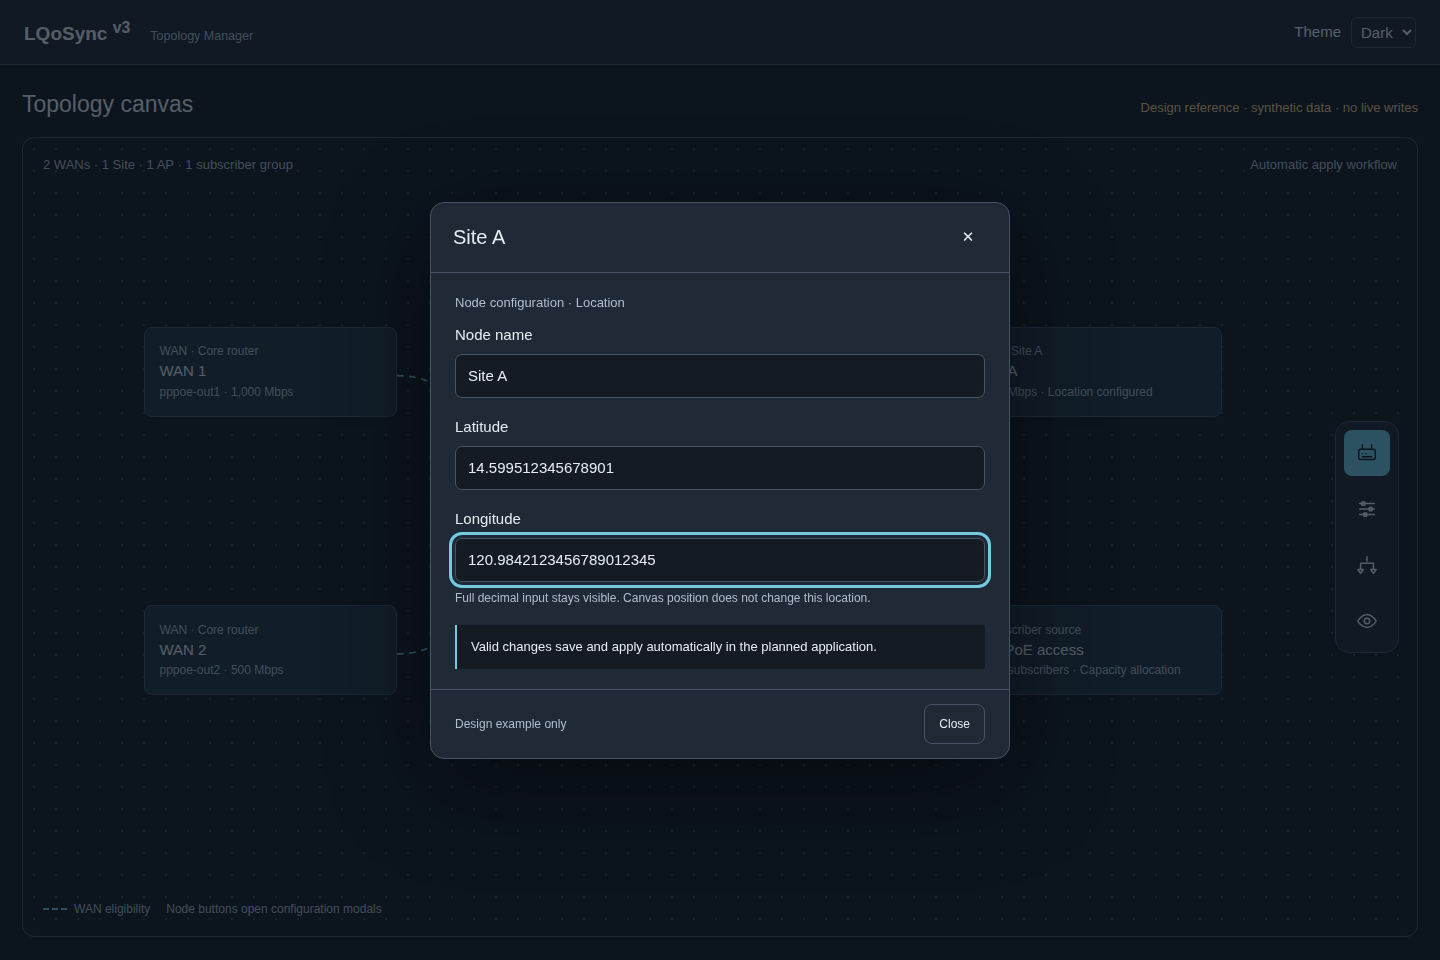 LQoSync v3
Topology Manager
Theme
Dark
Topology canvas
Design reference · synthetic data · no live writes
2 WANs · 1 Site · 1 AP · 1 subscriber group
Automatic apply workflow
Site A
×
Node configuration · Location
Node name
Site A
Latitude
14.599512345678901
Longitude
120.9842123456789012345
Full decimal input stays visible. Canvas position does not change this location.
Valid changes save and apply automatically in the planned application.
Design example only
Close
WAN · Core router
WAN 1
pppoe-out1 · 1,000 Mbps
Site A
A
Mbps · Location configured
WAN · Core router
WAN 2
pppoe-out2 · 500 Mbps
source
access
subscribers · Capacity allocation
WAN eligibility
Node buttons open configuration modals